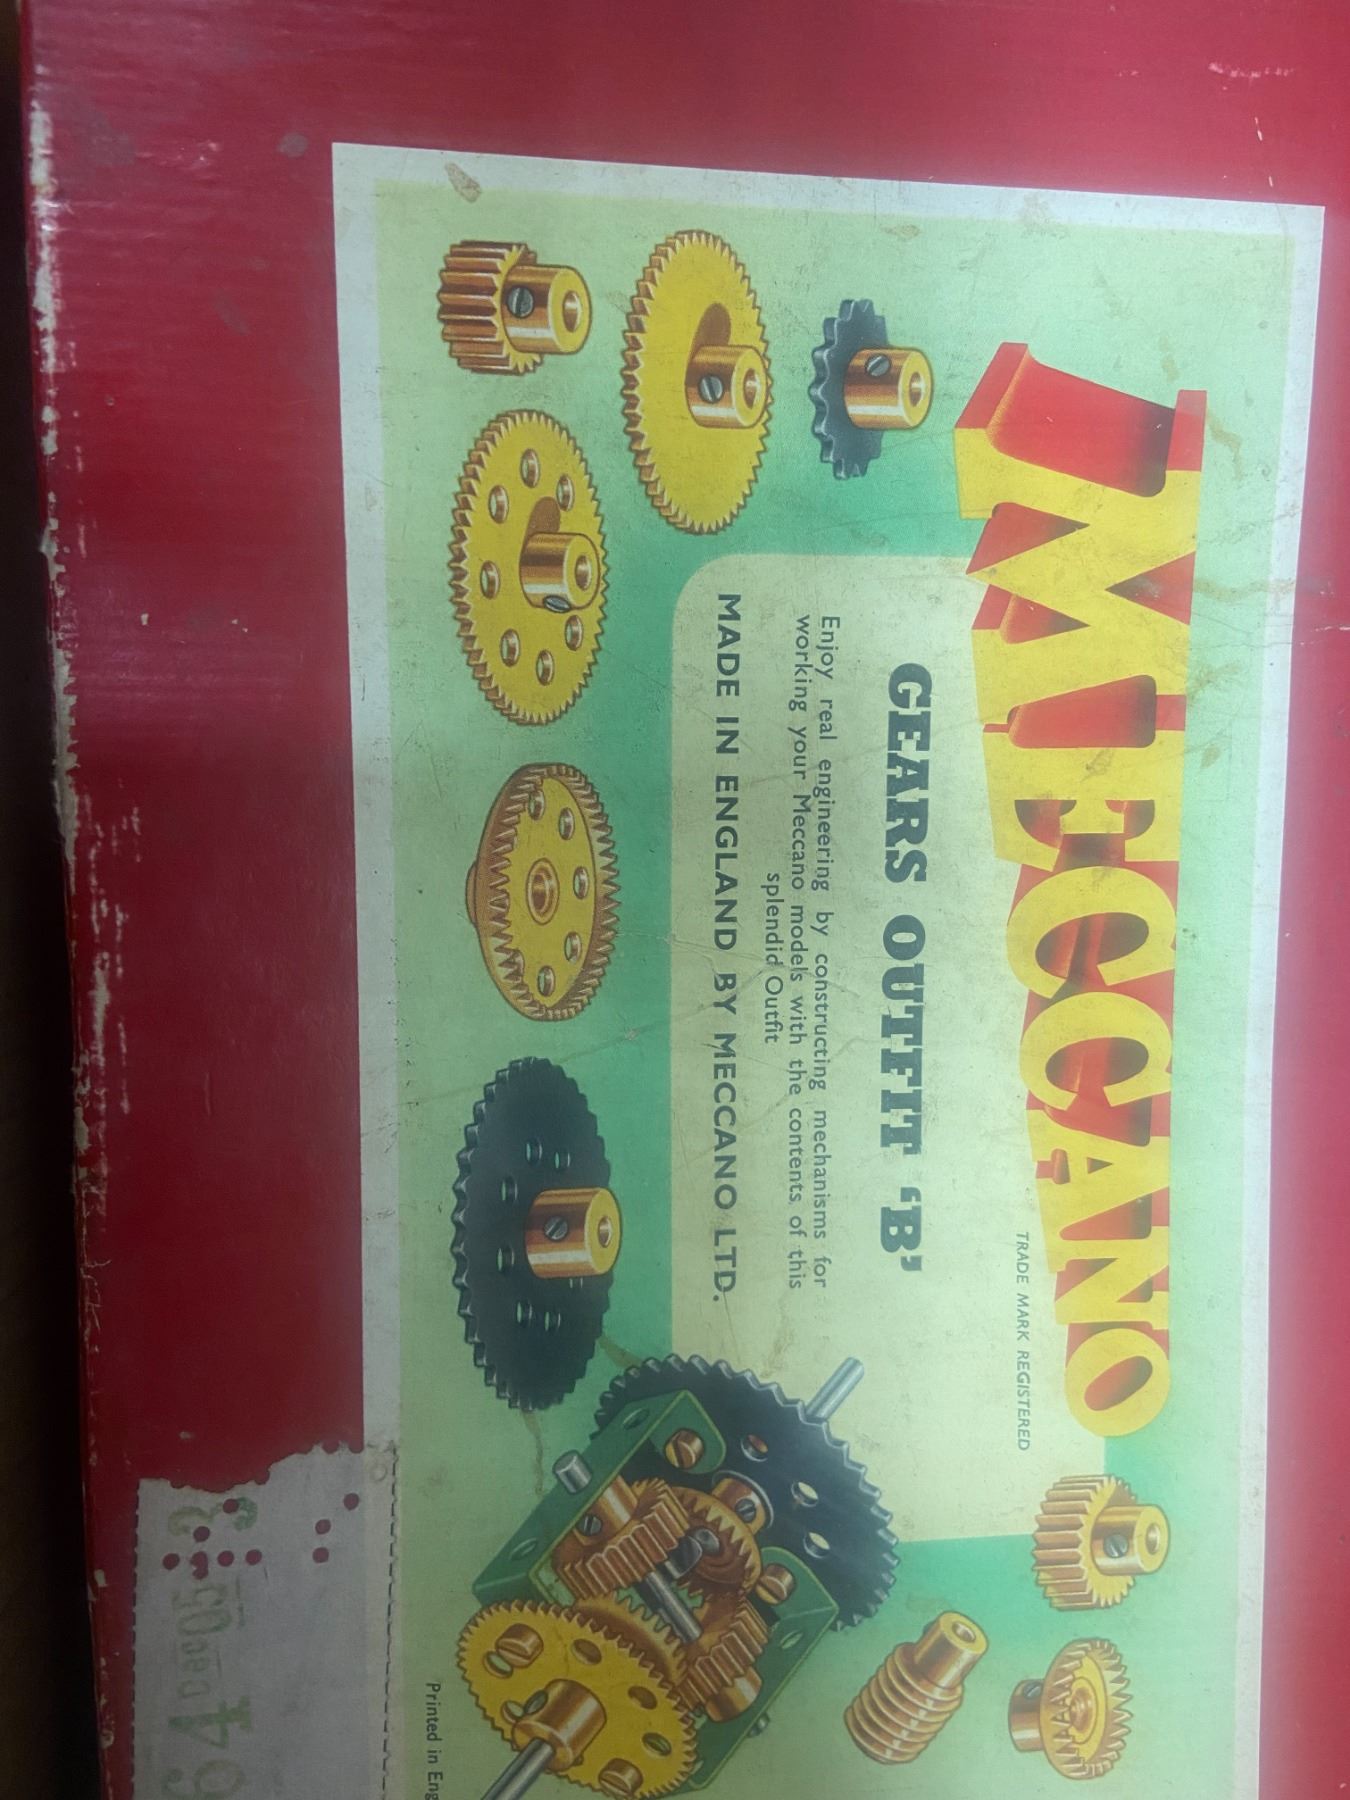 MECCANO
TRADE MARK REGISTERED
GEARS OUTFIT ‘B’
Enjoy real engineering by constructing mechanisms for
working your Meccano models with the contents of this
splendid Outfit
MADE IN ENGLAND BY MECCANO LTD.
Printed in Eng